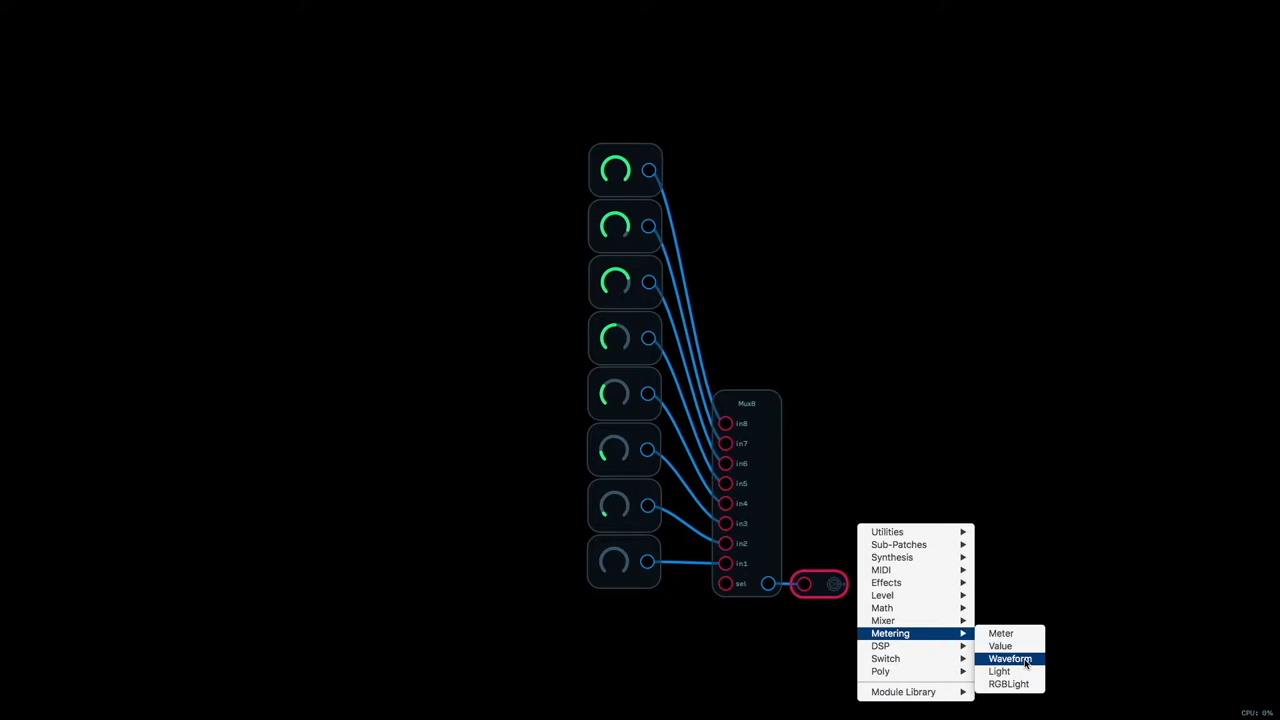 Mux8
in8
in7
in6
in5
in4
in3
in2
in1
sel
Utilities
Sub-Patches
Synthesis
MIDI
Effects
Level
Math
Mixer
Metering
DSP
Switch
Poly
Module Library
Meter
Value
Waveform
Light
RGBLight
CPU: 0%